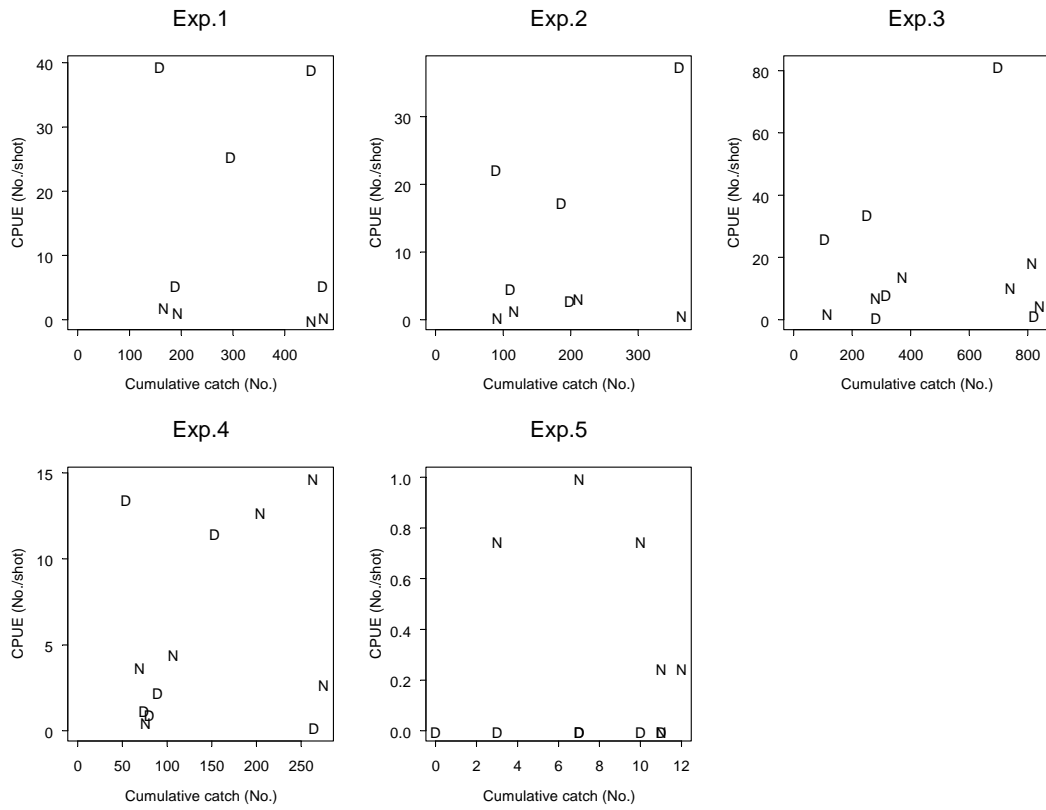 Exp.1
CPUE (No./shot)
40
30
20
10
0
D
D
D
D
D
N
N
N
N
0 100 200 300 400
Cumulative catch (No.)
Exp.2
CPUE (No./shot)
30
20
10
0
D
D
D
D
D
N
N
N
N
0 100 200 300
Cumulative catch (No.)
Exp.3
CPUE (No./shot)
80
60
40
20
0
D
D
D
N
N
N
D
N
N
N
D
D
0 200 400 600 800
Cumulative catch (No.)
Exp.4
CPUE (No./shot)
15
10
5
0
N
D
N
D
N
N
N
D
D
D
N
D
0 50 100 150 200 250
Cumulative catch (No.)
Exp.5
CPUE (No./shot)
1.0
0.8
0.6
0.4
0.2
0.0
N
N
N
N
N
D
D
D
D
0 2 4 6 8 10 12
Cumulative catch (No.)